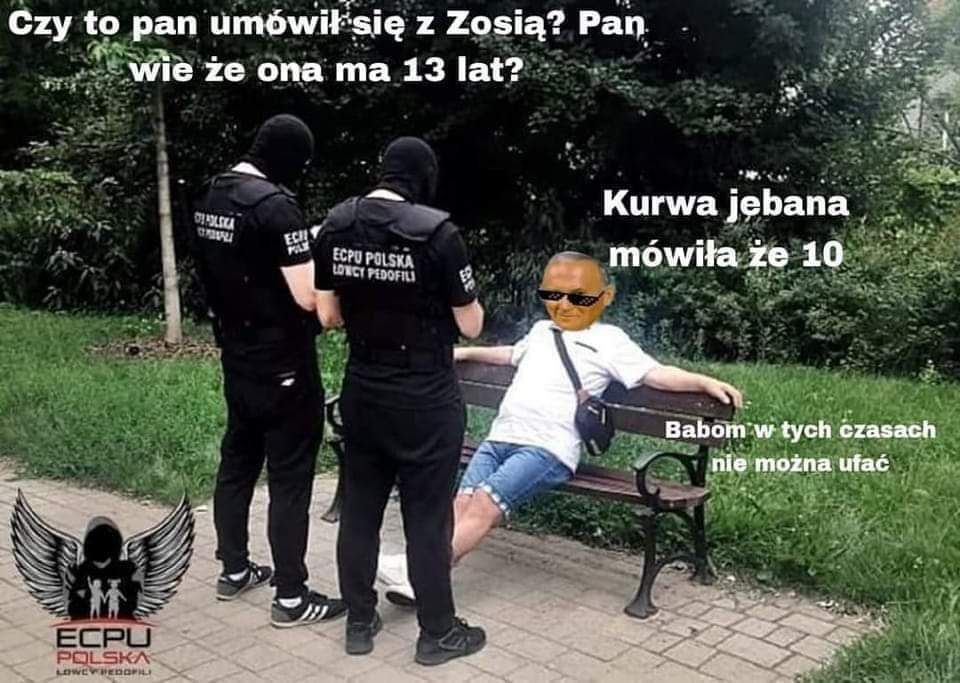 Czy to pan umówił się z Zosią? Pan
wie że ona ma 13 lat?
Kurwa jebana
mówiła że 10
Babom w tych czasach
nie można ufać
ECPU POLSKA
ŁOWCY PEDOFILI
ECPU
POLSKA
ŁOWCY PEDOFILI